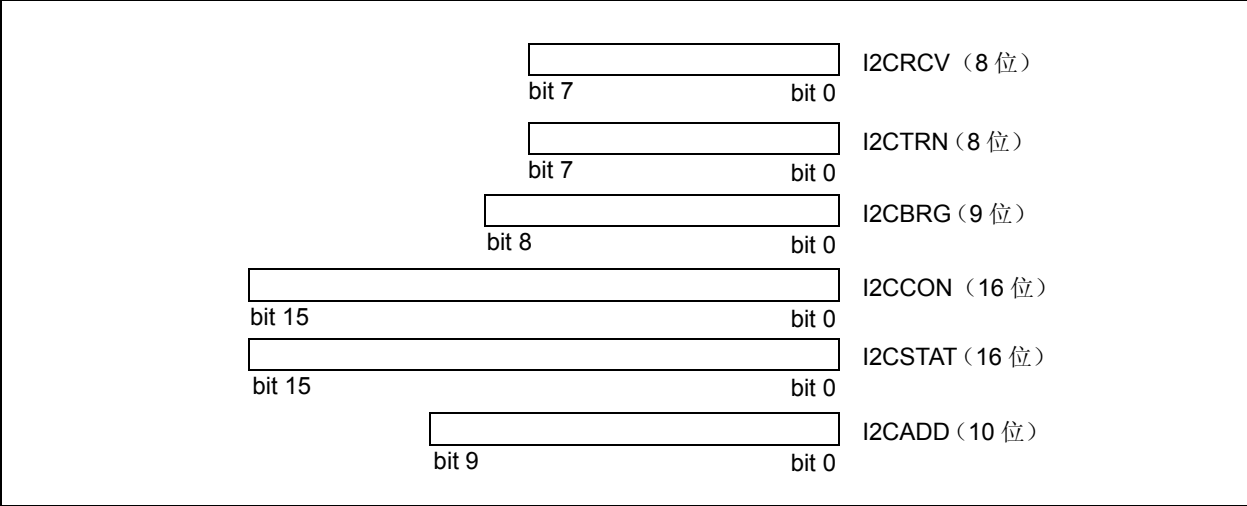 I2CRCV（8 位）
bit 7 bit 0
I2CTRN（8 位）
bit 7 bit 0
I2CBRG（9 位）
bit 8 bit 0
I2CCON（16 位）
bit 15 bit 0
I2CSTAT（16 位）
bit 15 bit 0
I2CADD（10 位）
bit 9 bit 0